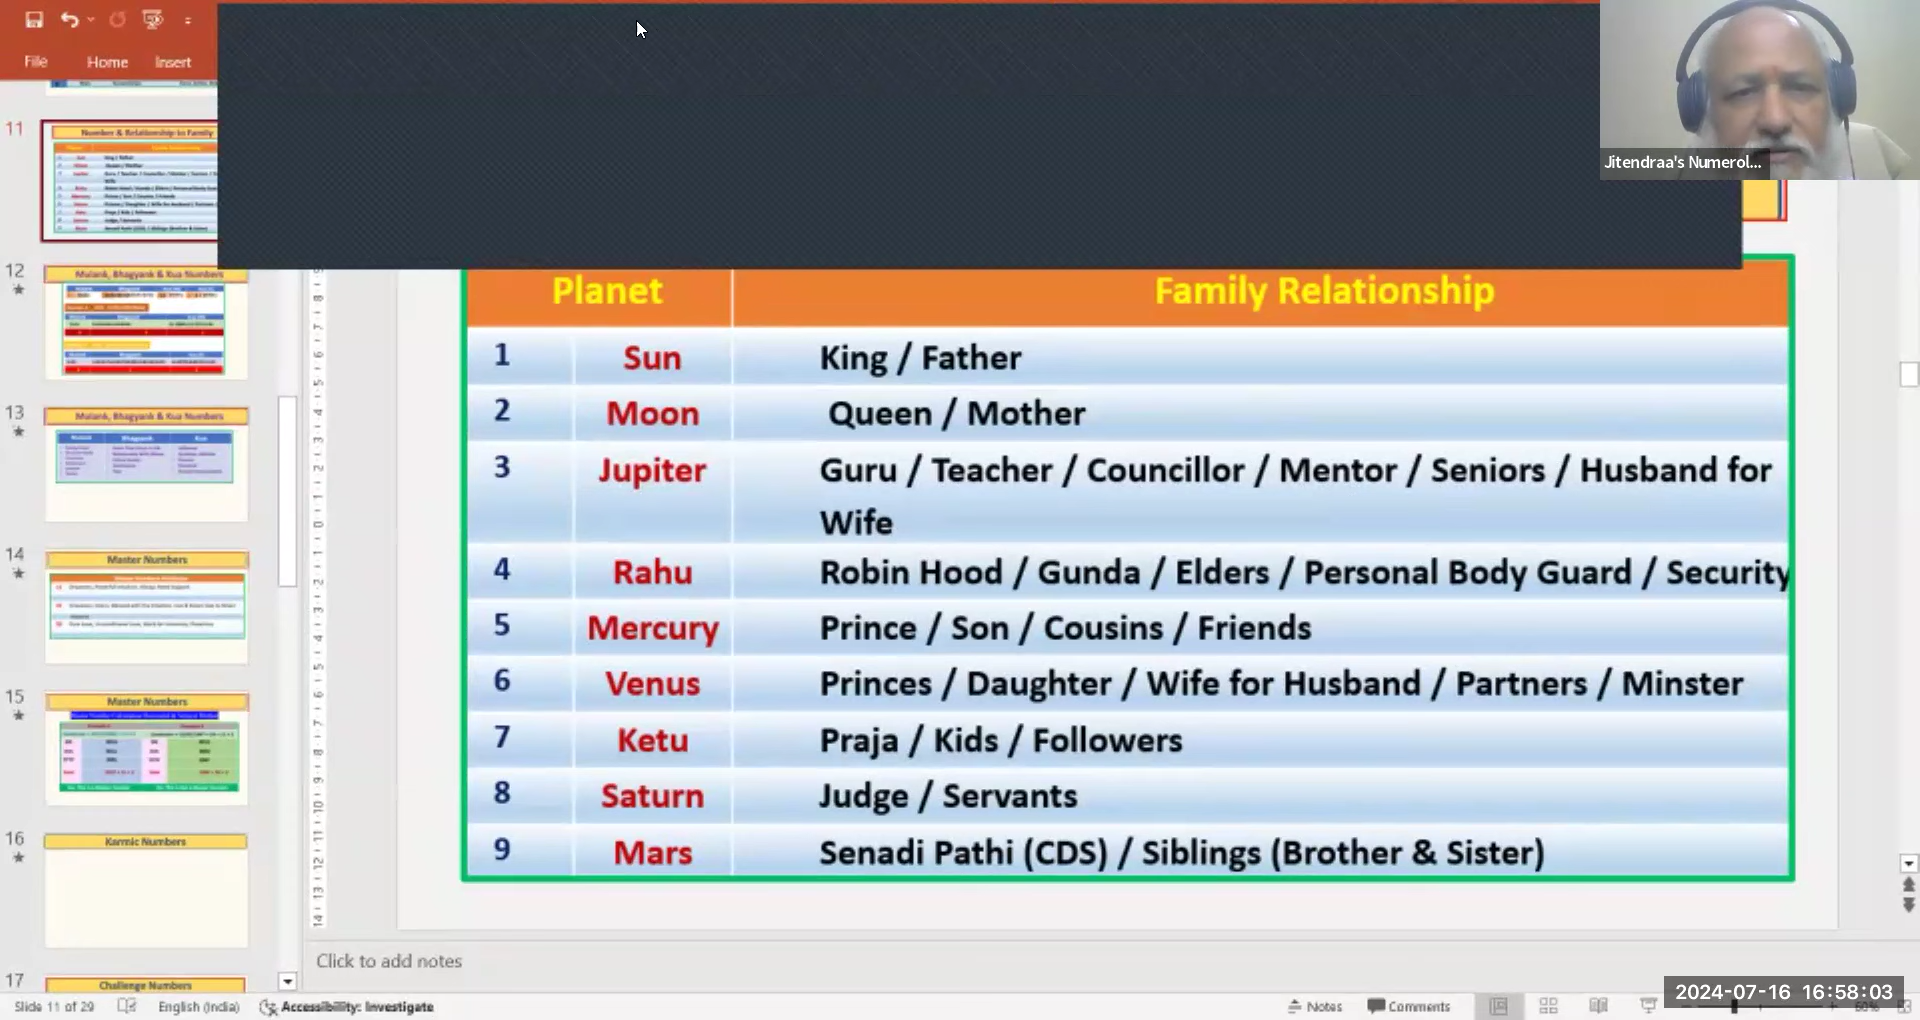 File Home Insert
Jitendraa's Numerol...
11
Number & Relationship to Family
12
Mulank, Bhagyank & Kua Numbers
13
Mulank, Bhagyank & Kua Numbers
14
Master Numbers
15
Master Numbers
16
Karmic Numbers
17
Challenge Numbers
Planet Family Relationship
1 Sun King / Father
2 Moon Queen / Mother
3 Jupiter Guru / Teacher / Councillor / Mentor / Seniors / Husband for
Wife
4 Rahu Robin Hood / Gunda / Elders / Personal Body Guard / Security
5 Mercury Prince / Son / Cousins / Friends
6 Venus Princes / Daughter / Wife for Husband / Partners / Minster
7 Ketu Praja / Kids / Followers
8 Saturn Judge / Servants
9 Mars Senadi Pathi (CDS) / Siblings (Brother & Sister)
Click to add notes
Slide 11 of 29 English (India) Accessibility: Investigate Notes Comments
2024-07-16 16:58:03